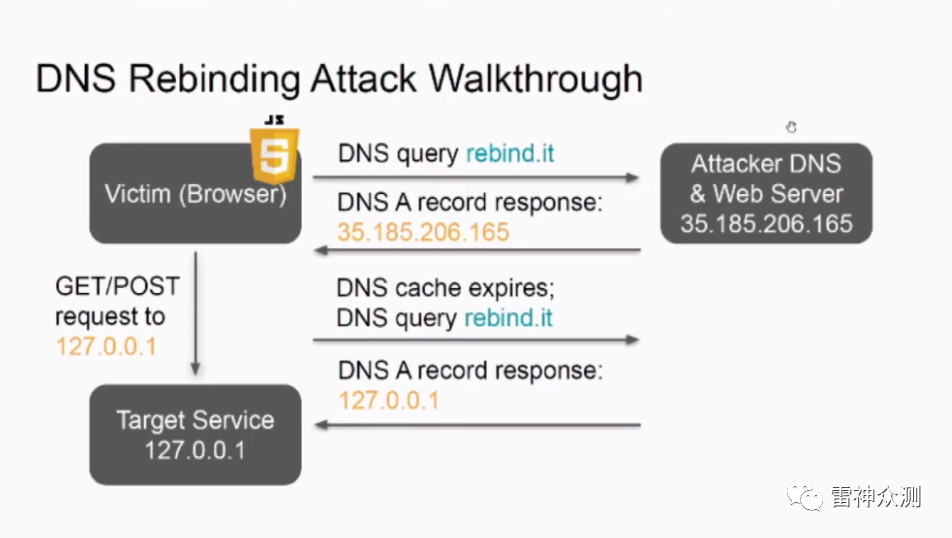 DNS Rebinding Attack Walkthrough
JS
5
Victim (Browser)
DNS query rebind.it
DNS A record response:
35.185.206.165
Attacker DNS
& Web Server
35.185.206.165
GET/POST
request to
127.0.0.1
DNS cache expires;
DNS query rebind.it
DNS A record response:
127.0.0.1
Target Service
127.0.0.1
雷神众测